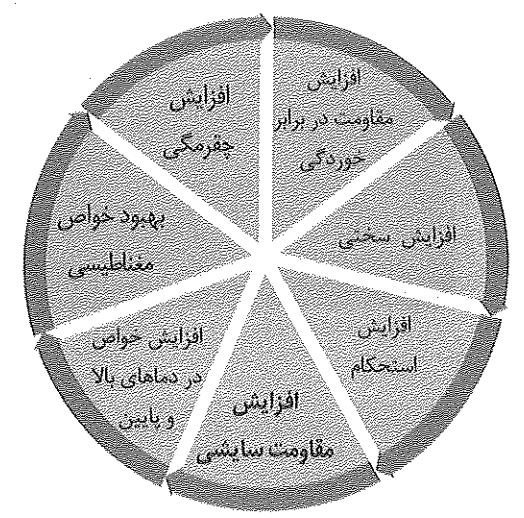 افزایش
مقاومت در برابر
خوردگی
افزایش سختی
افزایش
استحکام
افزایش
مقاومت سایشی
افزایش خواص
در دماهای بالا
و پایین
بهبود خواص
مغناطیسی
افزایش
چقرمگی